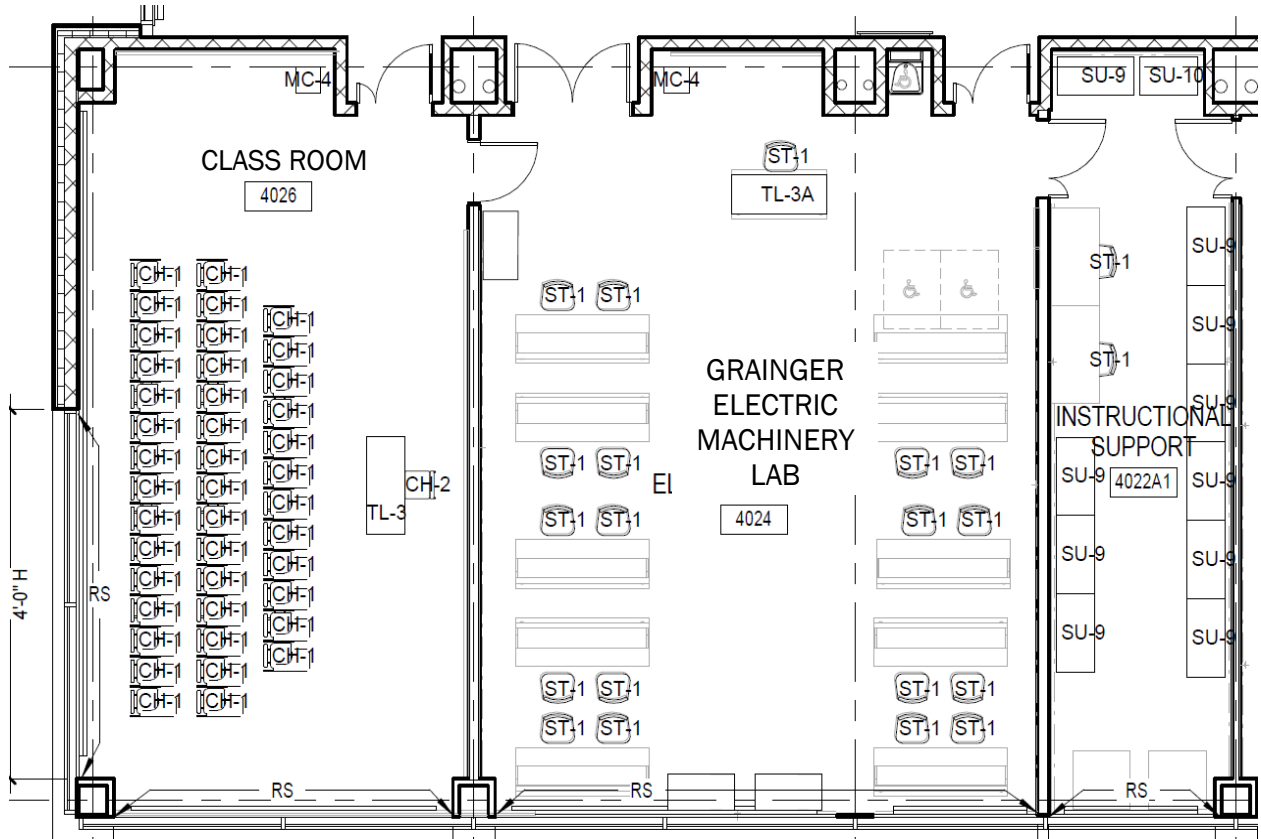 4'-0" H
RS
MC-4
CLASS ROOM
4026
CH-1 CH-1
CH-1 CH-1
CH-1
CH-1 CH-1
CH-1
CH-1 CH-1
CH-1
CH-1 CH-1
CH-1
CH-1 CH-1
CH-1
CH-1 CH-1
CH-1
CH-1 CH-1
CH-1
CH-1 CH-1
CH-1
CH-1 CH-1
CH-1
CH-1 CH-1
CH-1
CH-1 CH-1
CH-1
CH-1 CH-1
CH-1
CH-1 CH-1
CH-1 CH-1
CH-2
TL-3
RS
MC-4
ST-1
TL-3A
ST-1 ST-1
GRAINGER
ELECTRIC
MACHINERY
LAB
4024
ST-1 ST-1 ST-1 ST-1
EL
ST-1 ST-1 ST-1 ST-1
ST-1 ST-1 ST-1 ST-1
ST-1 ST-1 ST-1 ST-1
RS
SU-9 SU-10
SU-9
ST-1
SU-9
ST-1
SU-9
INSTRUCTIONAL
SUPPORT
4022A1
SU-9 SU-9
SU-9 SU-9
SU-9 SU-9
RS